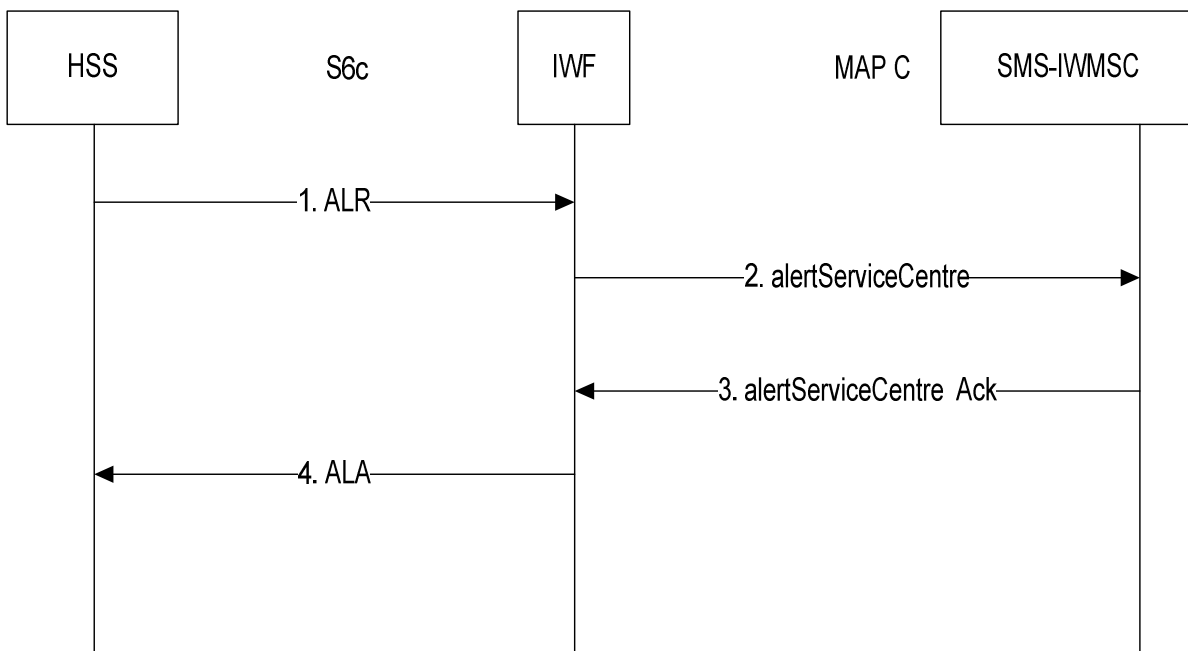 HSS
S6c
IWF
MAP C
SMS-IWMSC
1. ALR
2. alertServiceCentre
3. alertServiceCentre Ack
4. ALA